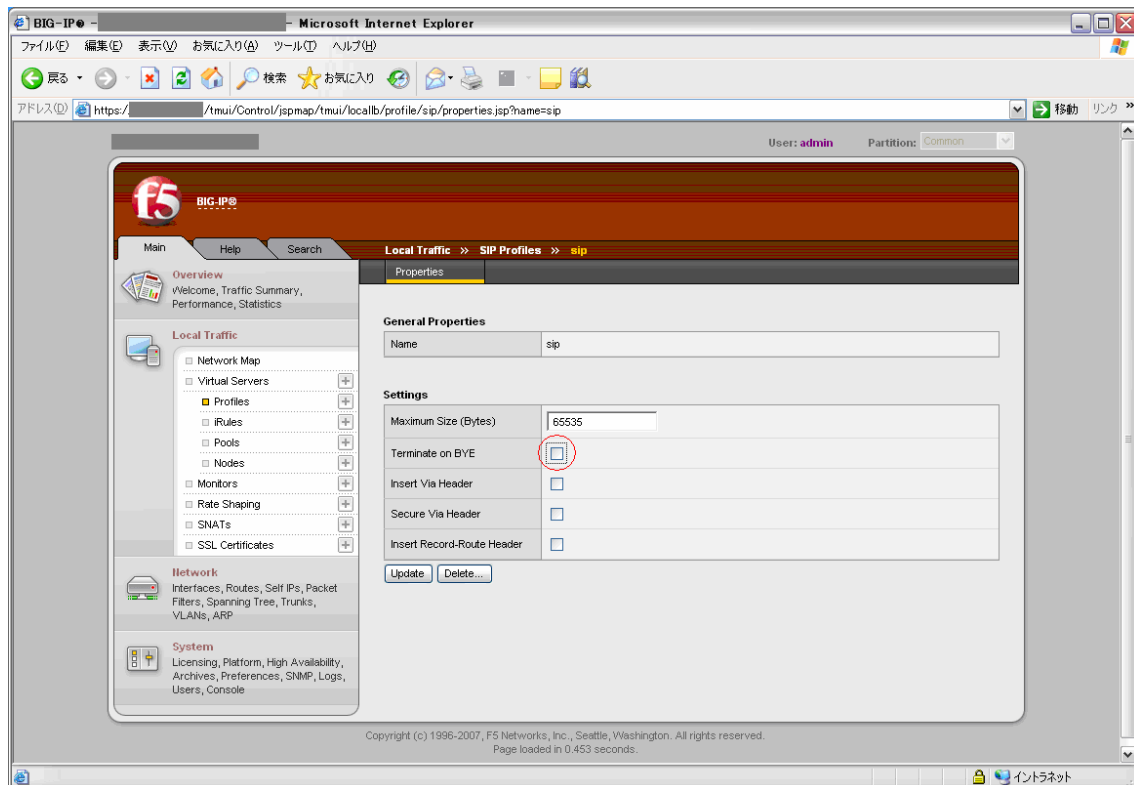 BIG-IP® - - Microsoft Internet Explorer
ファイル(F) 編集(E) 表示(V) お気に入り(A) ツール(T) ヘルプ(H)
戻る 検索 お気に入り
アドレス(D) https:/ /tmui/Control/jspmap/tmui/locallb/profile/sip/properties.jsp?name=sip 移動 リンク »
User: admin Partition: Common
f5 BIG-IP®
Main Help Search
Local Traffic » SIP Profiles » sip
Properties
Overview
Welcome, Traffic Summary,
Performance, Statistics
Local Traffic
Network Map
Virtual Servers
Profiles
iRules
Pools
Nodes
Monitors
Rate Shaping
SNATs
SSL Certificates
Network
Interfaces, Routes, Self IPs, Packet
Filters, Spanning Tree, Trunks,
VLANs, ARP
System
Licensing, Platform, High Availability,
Archives, Preferences, SNMP, Logs,
Users, Console
General Properties
Name sip
Settings
Maximum Size (Bytes) 65535
Terminate on BYE
Insert Via Header
Secure Via Header
Insert Record-Route Header
Update Delete...
Copyright (c) 1996-2007, F5 Networks, Inc., Seattle, Washington. All rights reserved.
Page loaded in 0.453 seconds.
イントラネット